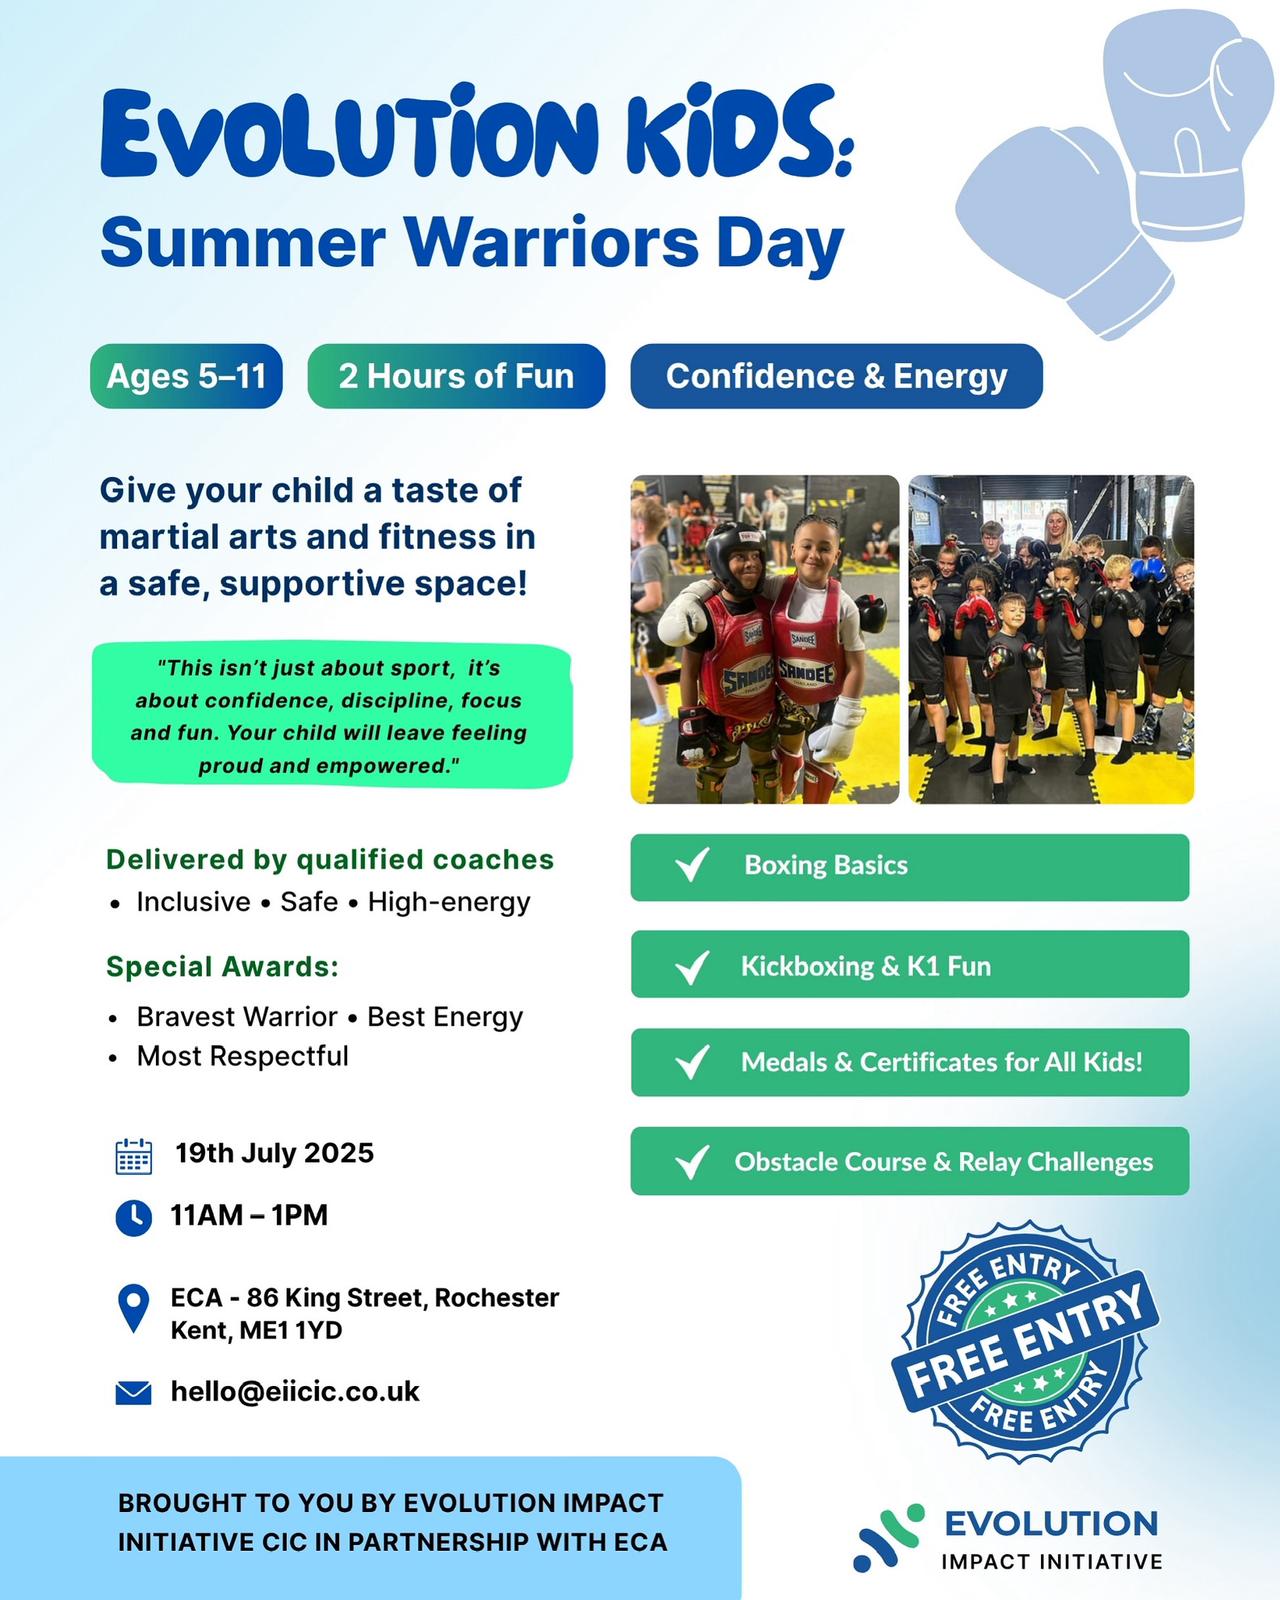 EVOLUTION KIDS:
Summer Warriors Day
Ages 5–11
2 Hours of Fun
Confidence & Energy
Give your child a taste of
martial arts and fitness in
a safe, supportive space!
"This isn't just about sport, it's
about confidence, discipline, focus
and fun. Your child will leave feeling
proud and empowered."
SANDEE
SANDEE
SANDEE
THAILAND
SANDEE
THAILAND
Delivered by qualified coaches
• Inclusive • Safe • High-energy
Special Awards:
• Bravest Warrior • Best Energy
• Most Respectful
Boxing Basics
Kickboxing & K1 Fun
Medals & Certificates for All Kids!
Obstacle Course & Relay Challenges
19th July 2025
11AM – 1PM
ECA - 86 King Street, Rochester
Kent, ME1 1YD
hello@eiicic.co.uk
FREE ENTRY
FREE ENTRY
FREE ENTRY
BROUGHT TO YOU BY EVOLUTION IMPACT
INITIATIVE CIC IN PARTNERSHIP WITH ECA
EVOLUTION
IMPACT INITIATIVE